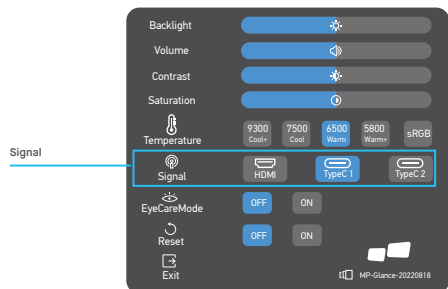 Backlight
Volume
Contrast
Saturation
Temperature
9300 Cool+
7500 Cool
6500 Warm
5800 Warm+
sRGB
Signal
Signal
HDMI
TypeC 1
TypeC 2
EyeCareMode
OFF
ON
Reset
OFF
ON
Exit
MP-Glance-20220818